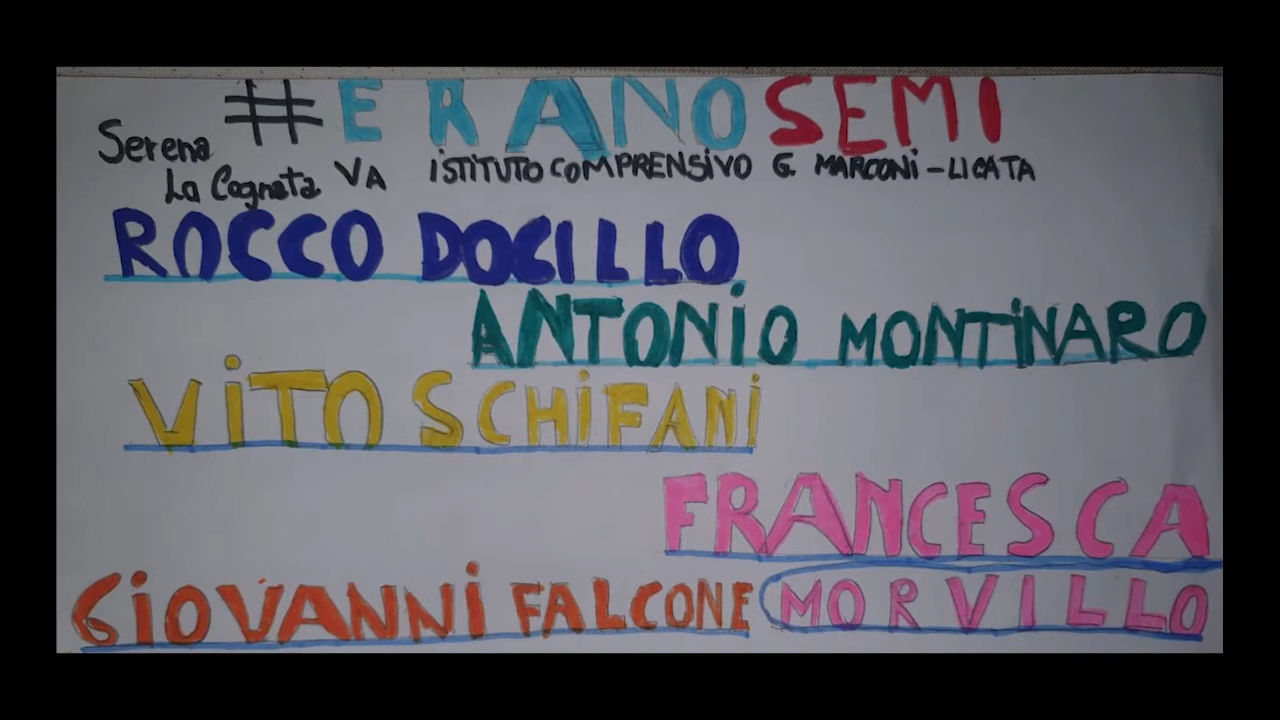 #ERANOSEMI
Serena La Cognata VA ISTITUTO COMPRENSIVO G. MARCONI - LICATA
ROCCO DOCILLO
ANTONIO MONTINARO
VITO SCHIFANI
FRANCESCA
GIOVANNI FALCONE MORVILLO